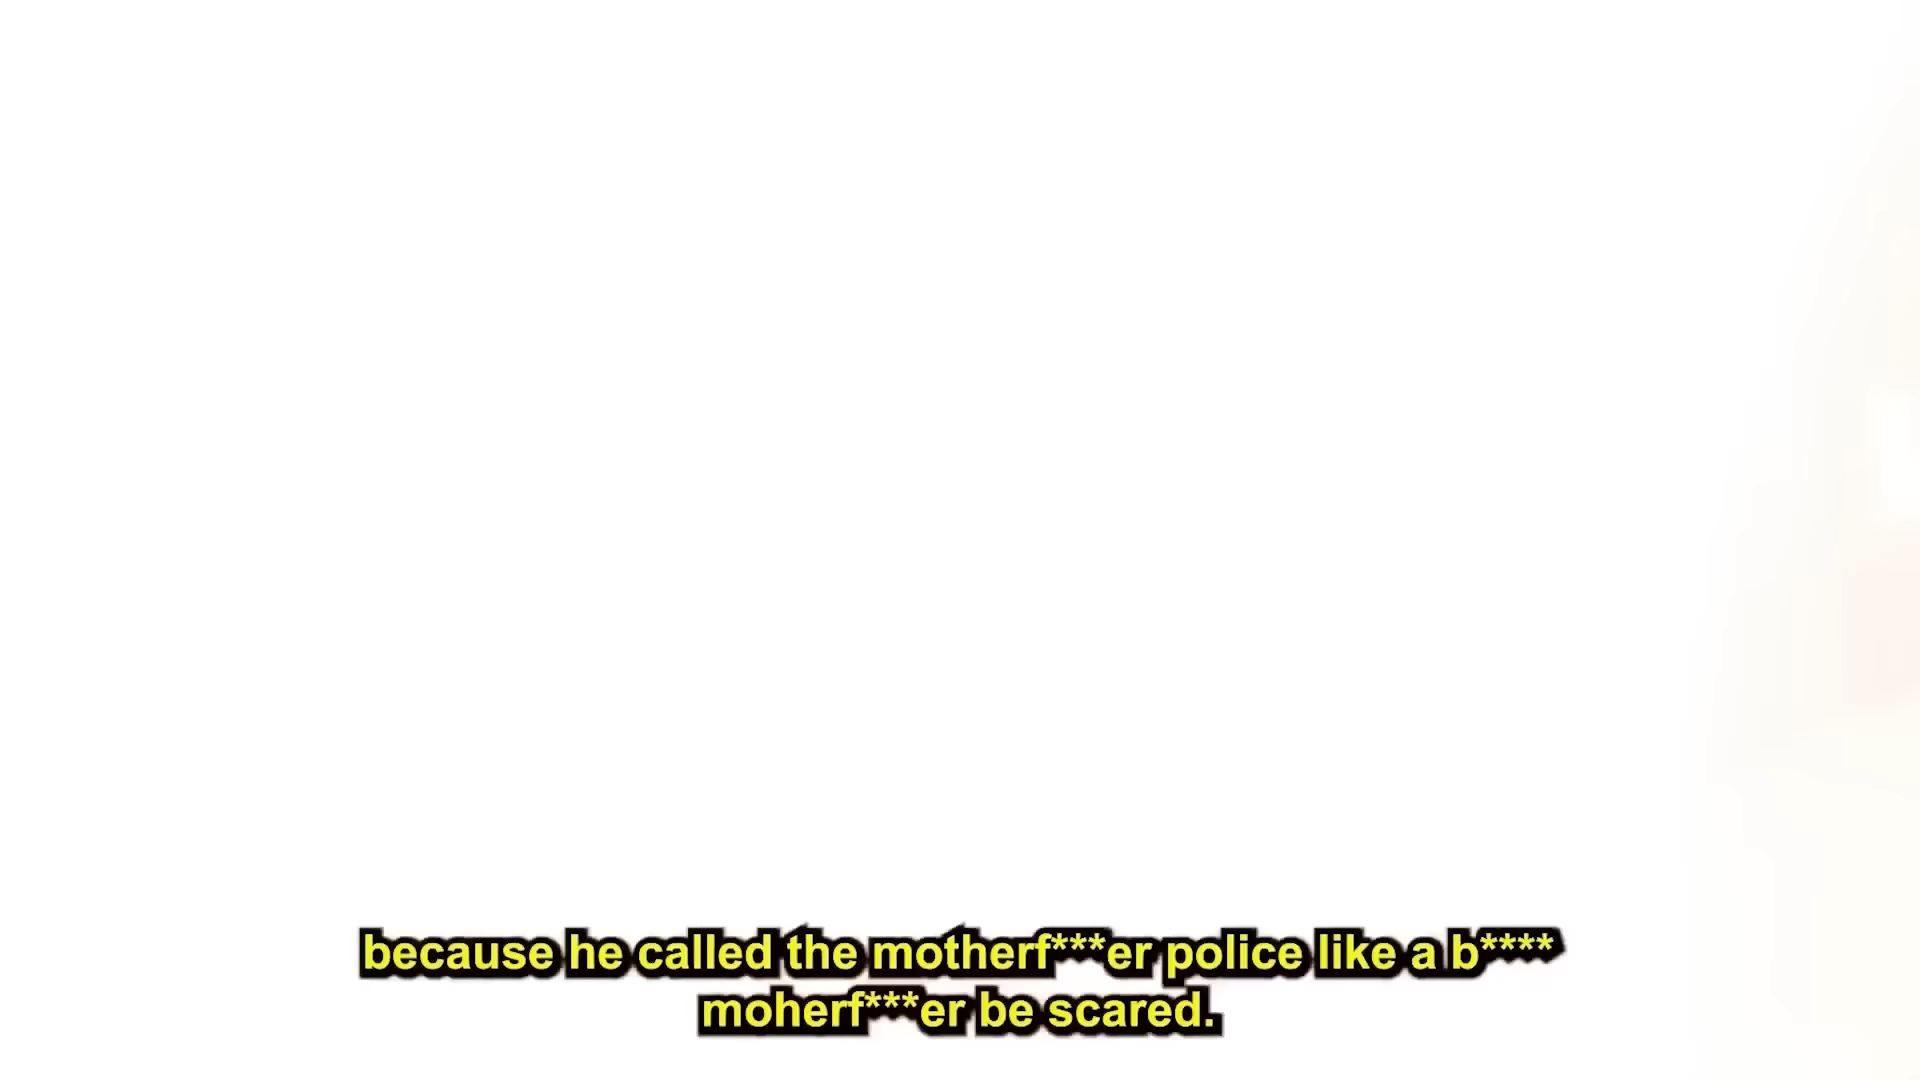 because he called the motherf***er police like a b****
moherf***er be scared.